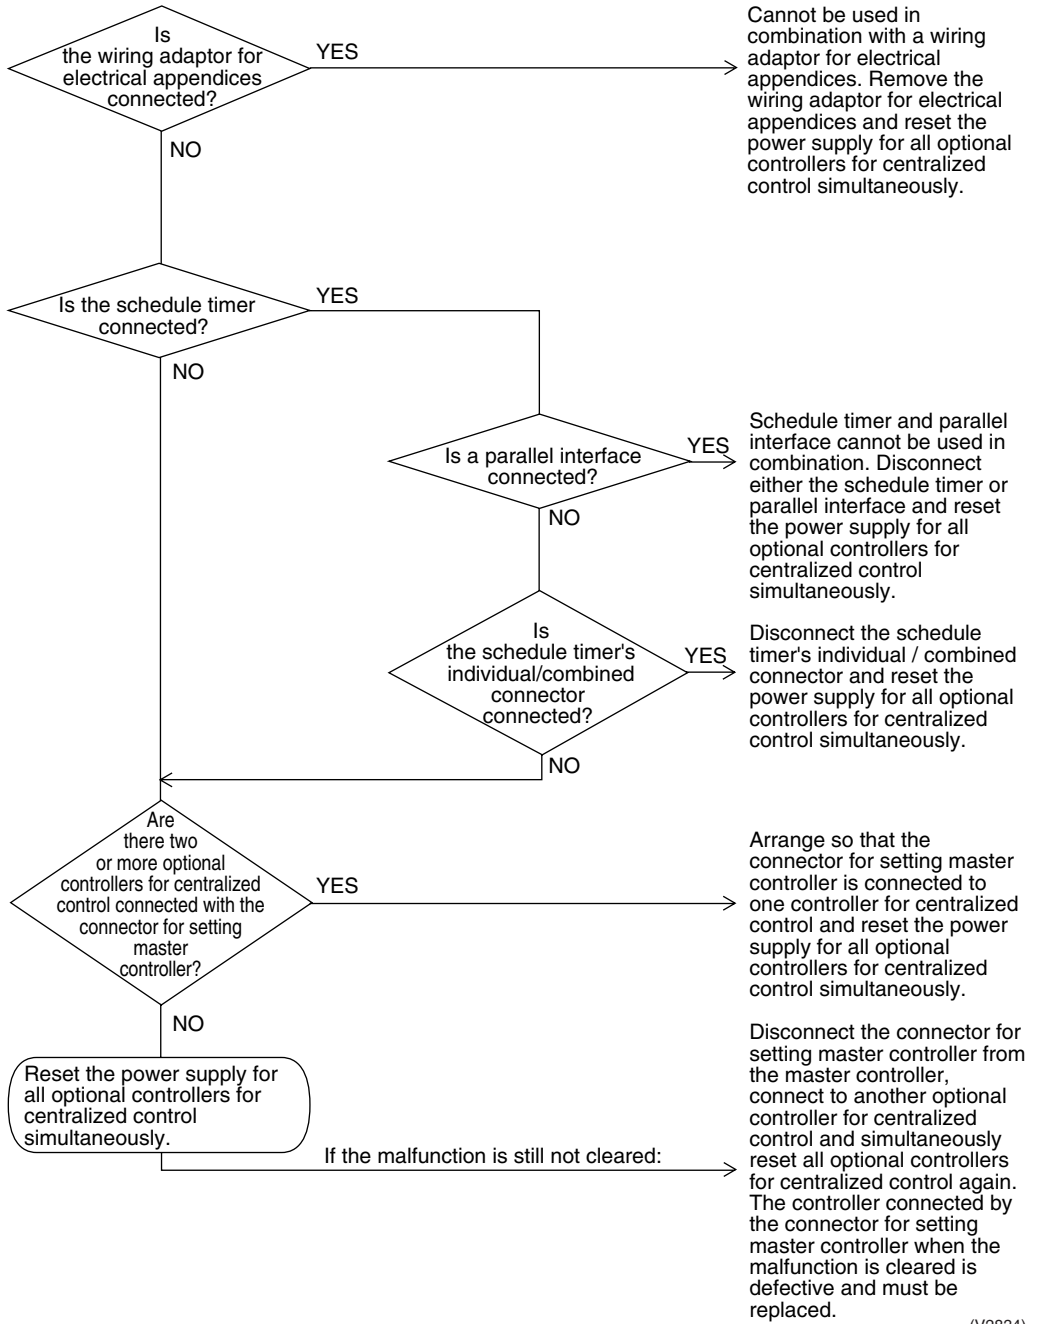 Is
the wiring adaptor for
electrical appendices
connected?
YES
Cannot be used in
combination with a wiring
adaptor for electrical
appendices. Remove the
wiring adaptor for electrical
appendices and reset the
power supply for all optional
controllers for centralized
control simultaneously.
NO
Is the schedule timer
connected?
YES
NO
Is a parallel interface
connected?
YES
Schedule timer and parallel
interface cannot be used in
combination. Disconnect
either the schedule timer or
parallel interface and reset
the power supply for all
optional controllers for
centralized control
simultaneously.
NO
Is
the schedule timer's
individual/combined
connector
connected?
YES
Disconnect the schedule
timer's individual / combined
connector and reset the
power supply for all optional
controllers for centralized
control simultaneously.
NO
Are
there two
or more optional
controllers for centralized
control connected with the
connector for setting
master
controller?
YES
Arrange so that the
connector for setting master
controller is connected to
one controller for centralized
control and reset the power
supply for all optional
controllers for centralized
control simultaneously.
NO
Reset the power supply for
all optional controllers for
centralized control
simultaneously.
If the malfunction is still not cleared:
Disconnect the connector for
setting master controller from
the master controller,
connect to another optional
controller for centralized
control and simultaneously
reset all optional controllers
for centralized control again.
The controller connected by
the connector for setting
master controller when the
malfunction is cleared is
defective and must be
replaced.